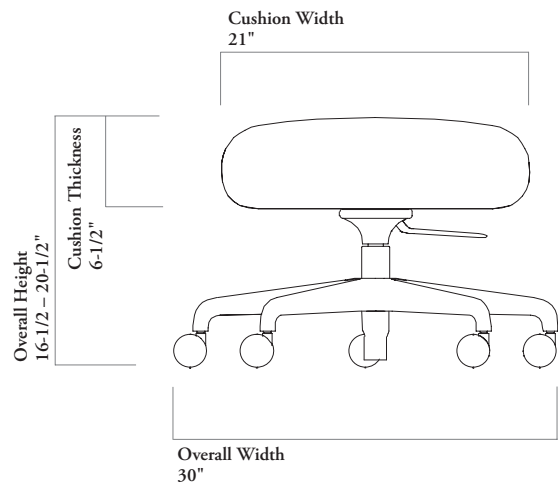 Cushion Width
21"
Cushion Thickness
6-1/2"
Overall Height
16-1/2 – 20-1/2"
Overall Width
30"